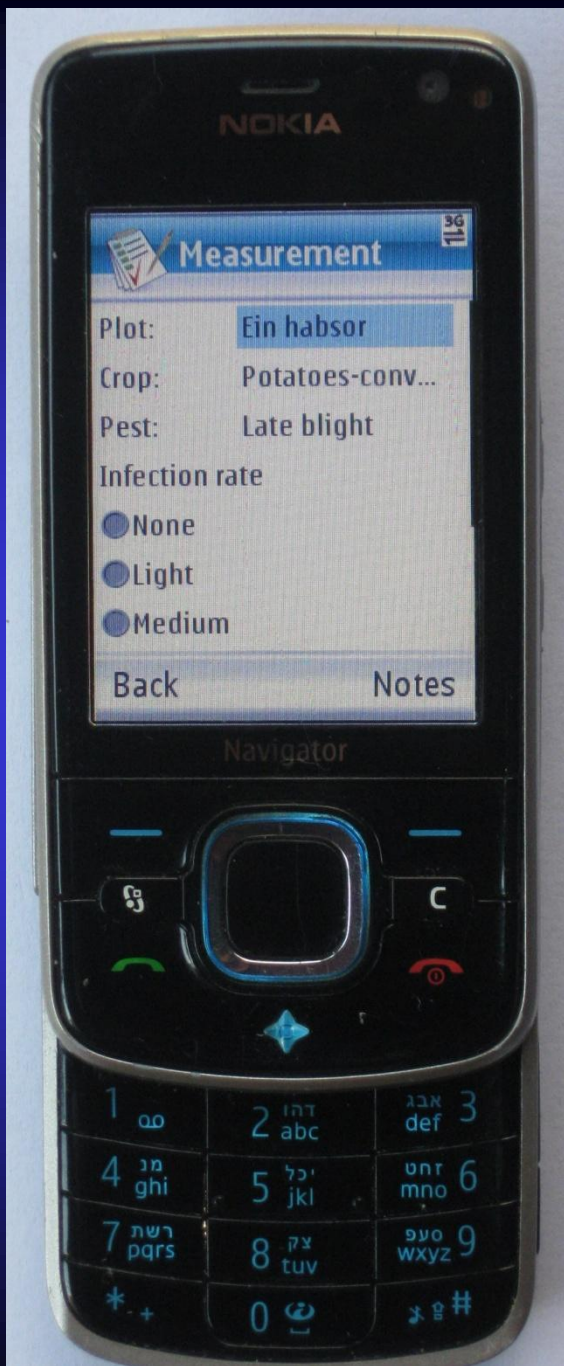 NOKIA
3G
Measurement
Plot: Ein habsor
Crop: Potatoes-conv...
Pest: Late blight
Infection rate
None
Light
Medium
Back Notes
Navigator
C
1 2 דהו abc אבג def 3
4 מנ ghi 5 יכל jkl זחט mno 6
7 רשת pqrs 8 צק tuv סעפ wxyz 9
* + 0 #